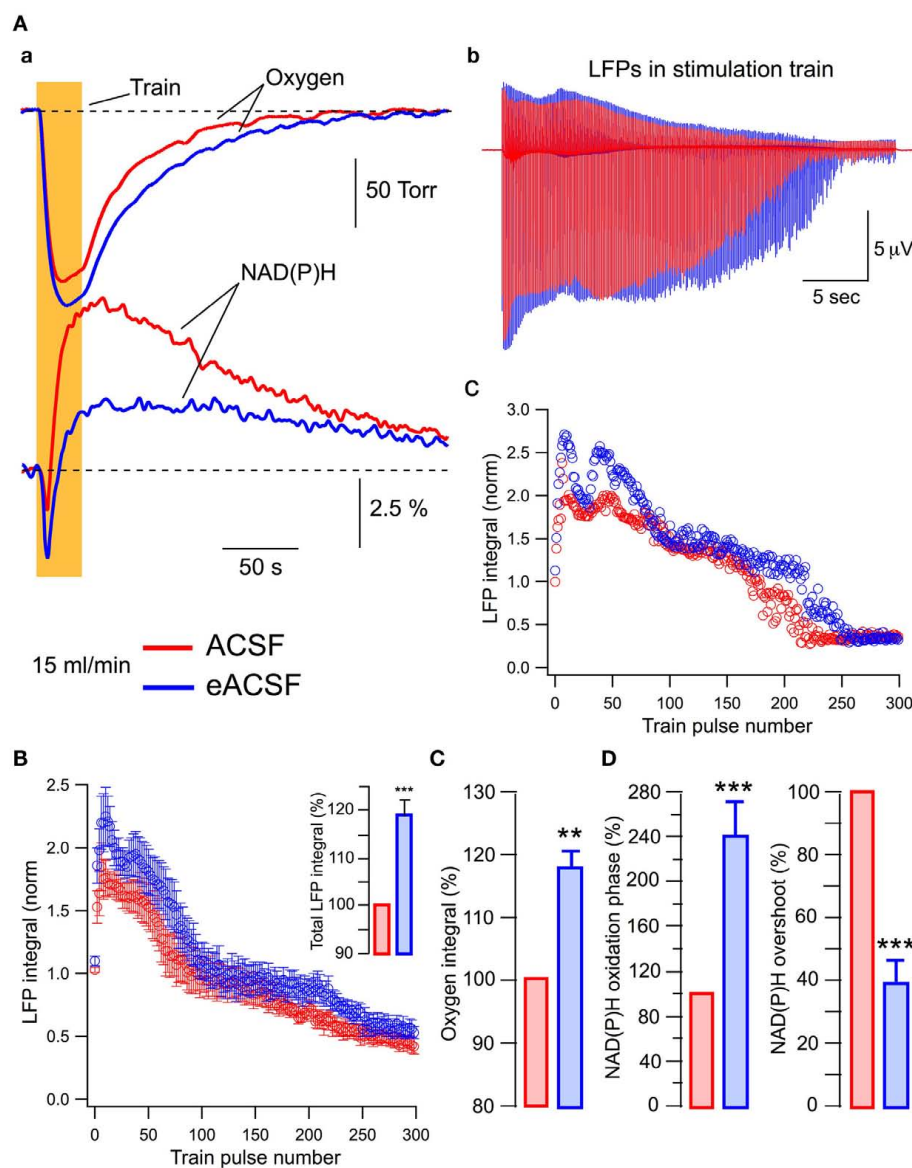 A
a
Train
Oxygen
50 Torr
NAD(P)H
2.5 %
50 s
15 ml/min
ACSF
eACSF
b
LFPs in stimulation train
5 µV
5 sec
C
LFP integral (norm)
3.0
2.5
2.0
1.5
1.0
0.5
0.0
0 50 100 150 200 250 300
Train pulse number
B
LFP integral (norm
2.5
2.0
1.5
1.0
0.5
0.0
0 50 100 150 200 250 300
Train pulse number
Total LFP integral (%)
120
110
100
90
***
C
Oxygen integral (%)
130
120
110
100
90
80
**
D
NAD(P)H oxidation phase (%)
280
240
200
160
120
80
40
0
***
NAD(P)H overshoot (%)
100
80
60
40
20
0
***